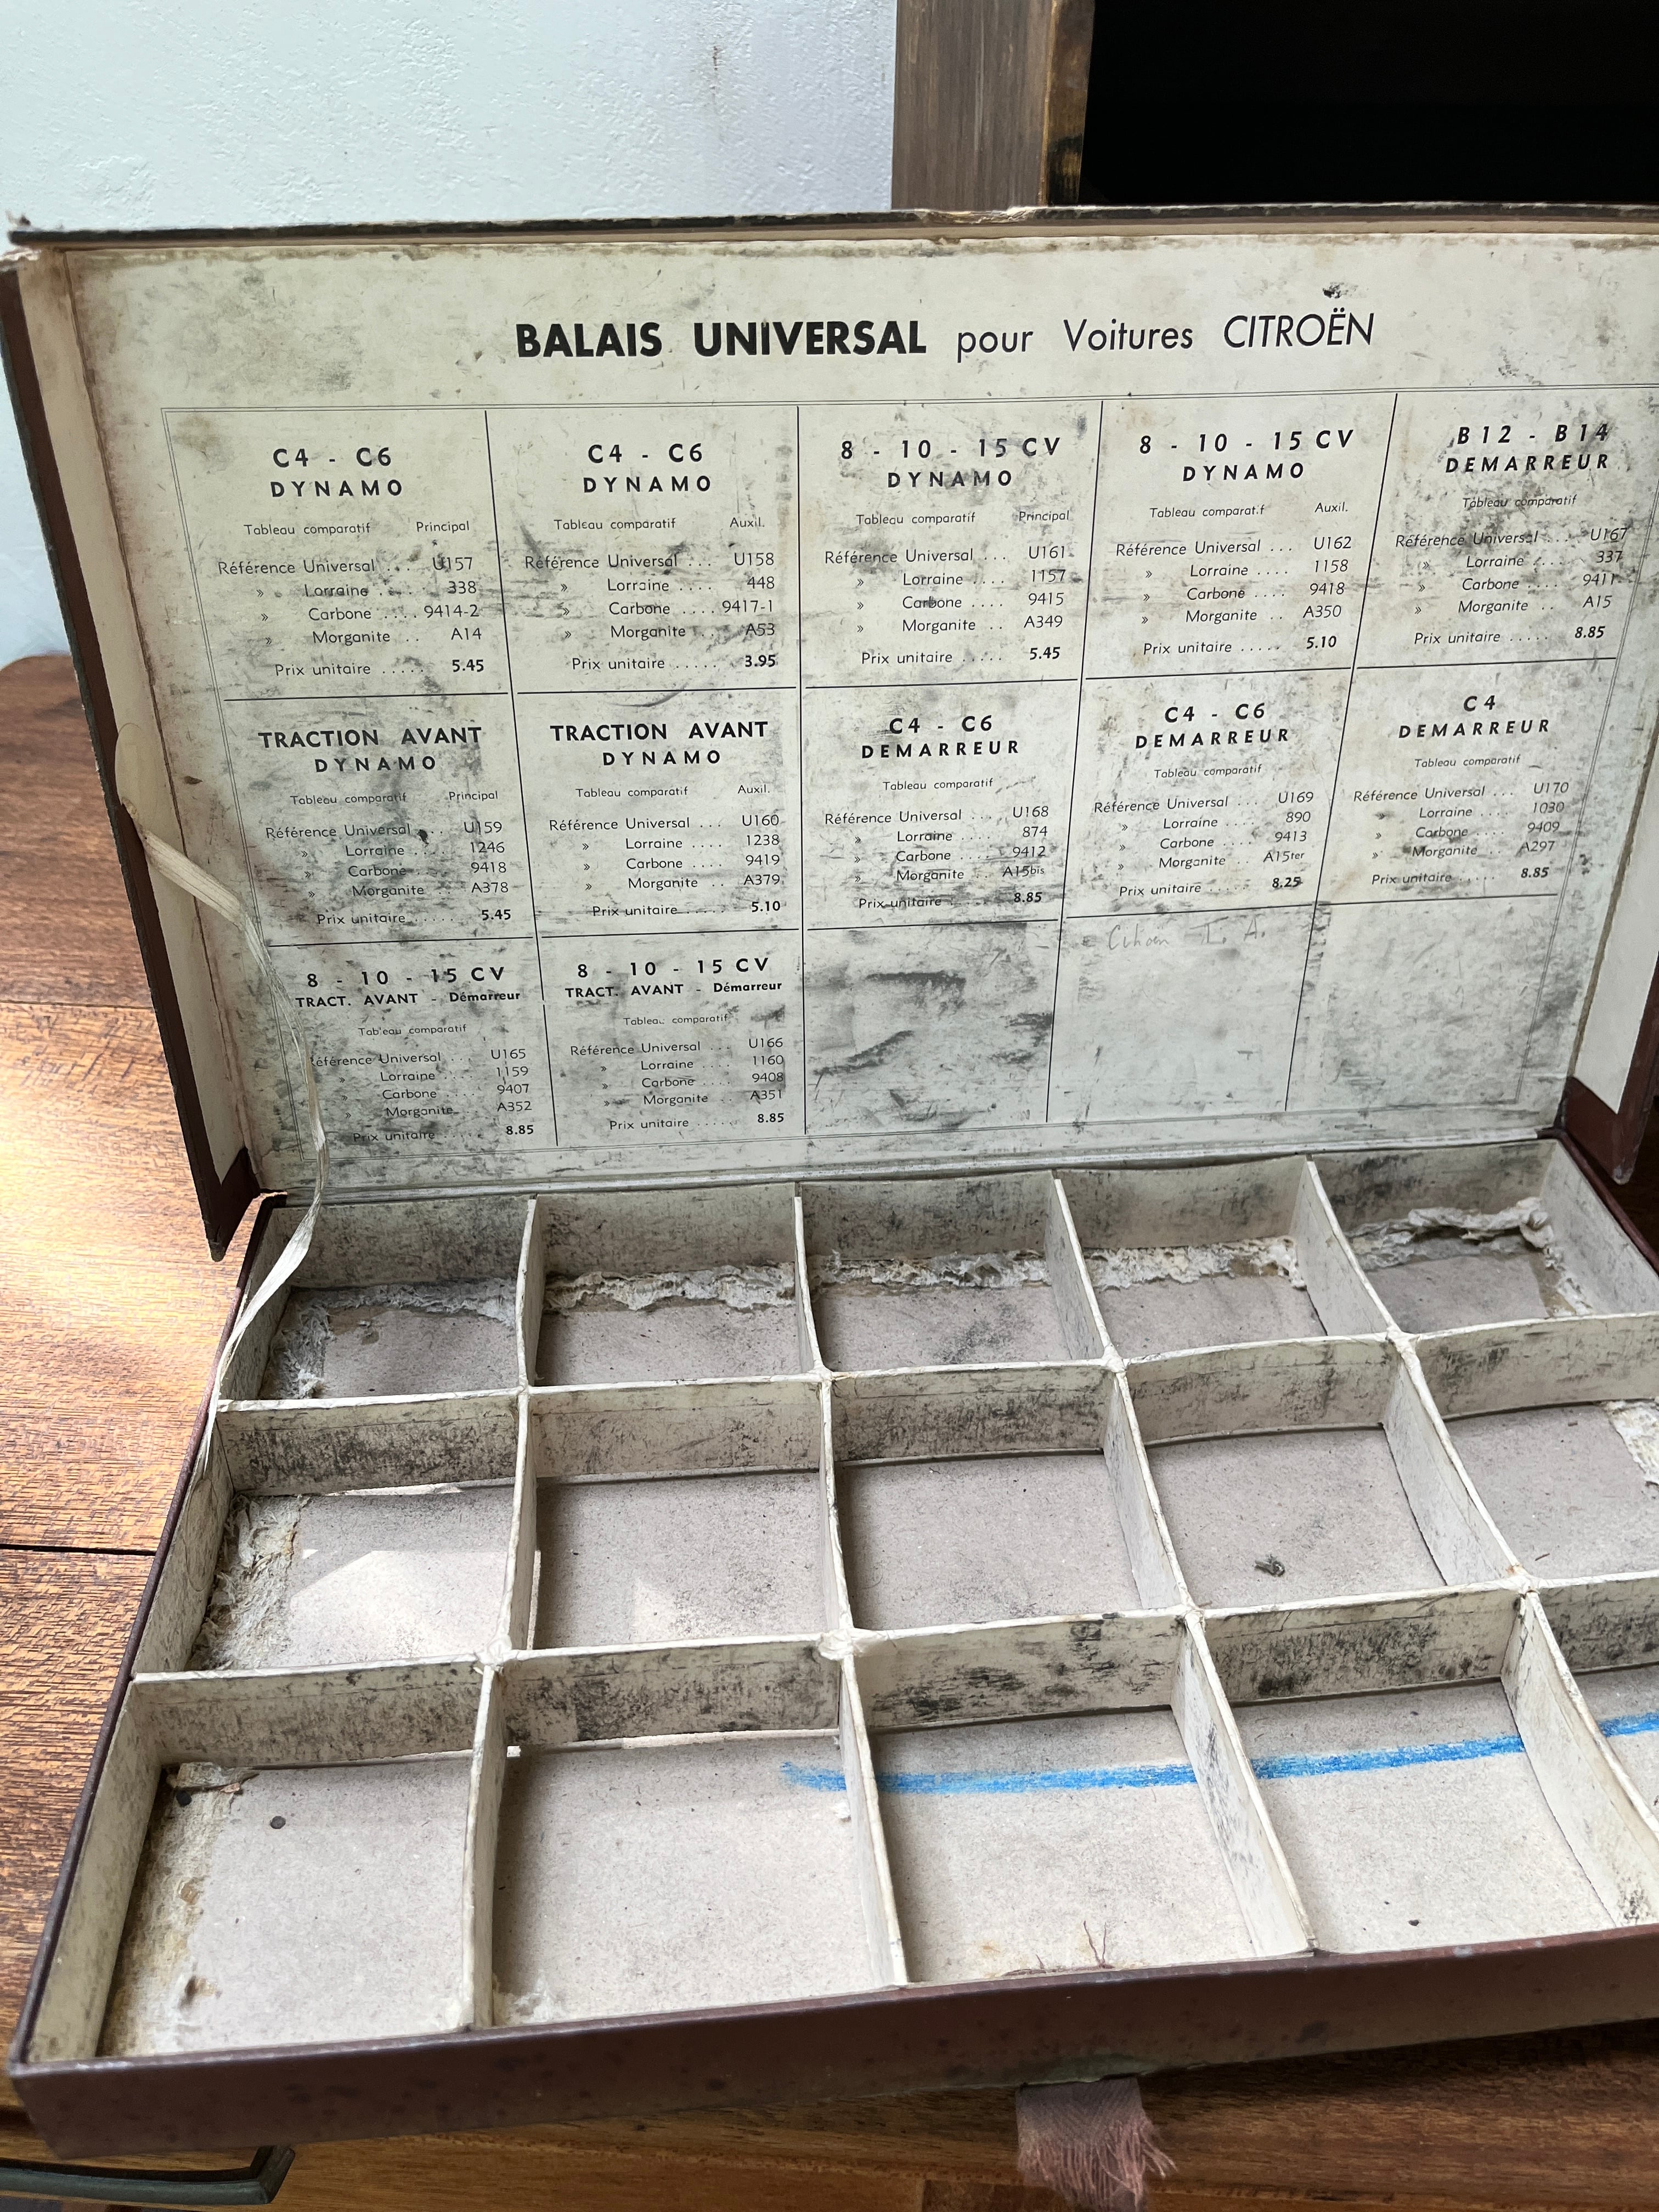 BALAIS UNIVERSAL pour Voitures CITROËN
C4 - C6
DYNAMO
Tableau comparatif Principal
Référence Universal ... U157
» Lorraine .... 338
» Carbone .... 9414-2
» Morganite .. A14
Prix unitaire .... 5.45
C4 - C6
DYNAMO
Tableau comparatif Auxil.
Référence Universal ... U158
» Lorraine .... 448
» Carbone .... 9417-1
» Morganite ... A53
Prix unitaire ..... 3.95
8 - 10 - 15 CV
DYNAMO
Tableau comparatif Principal
Référence Universal ... U161
» Lorraine .... 1157
» Carbone .... 9415
» Morganite .. A349
Prix unitaire ..... 5.45
8 - 10 - 15 CV
DYNAMO
Tableau comparat.f Auxil.
Référence Universal ... U162
» Lorraine .... 1158
» Carboné .... 9418
» Morganite .. A350
Prix unitaire ..... 5.10
B12 - B14
DEMARREUR
Tableau comparatif
Référence Universal .... U167
» Lorraine .... 337
» Carbone .... 9411
» Morganite .. A15
Prix unitaire ..... 8.85
TRACTION AVANT
DYNAMO
Tableau comparatif Principal
Référence Universal ... U159
» Lorraine .... 1246
» Carbone .... 9418
» Morganite .. A378
Prix unitaire ..... 5.45
TRACTION AVANT
DYNAMO
Tableau comparatif Auxil.
Référence Universal ... U160
» Lorraine .... 1238
» Carbone .... 9419
» Morganite .. A379
Prix unitaire ...... 5.10
C4 - C6
DEMARREUR
Tableau comparatif
Référence Universal ... U168
» Lorraine .... 874
» Carbone .... 9412
» Morganite .. A15bis
Prix unitaire ..... 8.85
C4 - C6
DEMARREUR
Tableau comparatif
Référence Universal ... U169
» Lorraine .... 890
» Carbone .... 9413
» Morganite .. A15ter
Prix unitaire ..... 8.25
C4
DEMARREUR
Tableau comparatif
Référence Universal ... U170
» Lorraine .... 1030
» Carbone .... 9409
» Morganite .. A297
Prix unitaire ..... 8.85
8 - 10 - 15 CV
TRACT. AVANT - Démarreur
Tableau comparatif
Référence Universal ... U165
» Lorraine .... 1159
» Carbone .... 9407
» Morganite .. A352
Prix unitaire ..... 8.85
8 - 10 - 15 CV
TRACT. AVANT - Démarreur
Tableau comparatif
Référence Universal ... U166
» Lorraine .... 1160
» Carbone .... 9408
» Morganite .. A351
Prix unitaire ..... 8.85
T. A.